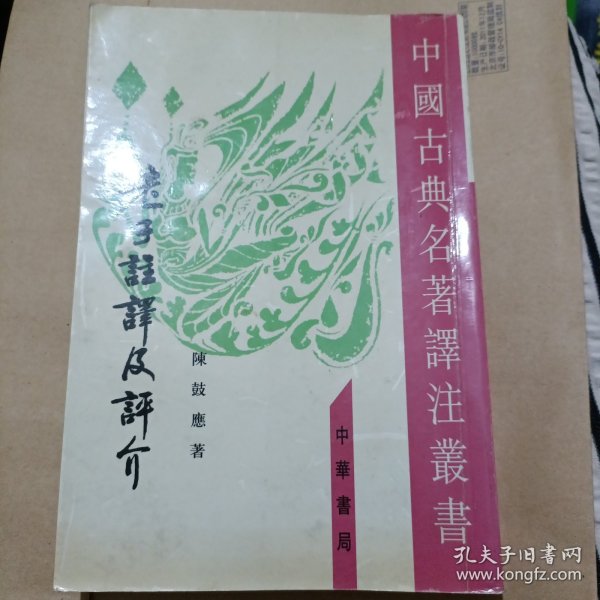 中國古典名著譯注叢書
老子註譯及評介
陳鼓應著
中華書局
孔夫子旧书网
www.kongfz.com